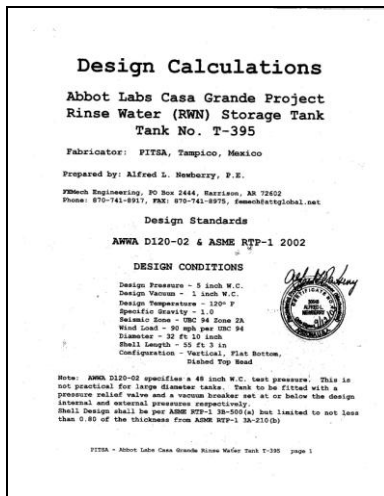 Design Calculations
Abbot Labs Casa Grande Project
Rinse Water (RWN) Storage Tank
Tank No. T-395
Fabricator: PITSA, Tampico, Mexico
Prepared by: Alfred L. Newberry, P.E.
FEMech Engineering, PO Box 2444, Harrison, AR 72602
Phone: 870-741-8917, FAX: 870-741-8975, femech@attglobal.net
Design Standards
AWWA D120-02 & ASME RTP-1 2002
DESIGN CONDITIONS
Design Pressure - 5 inch W.C.
Design Vacuum - 1 inch W.C.
Design Temperature - 120º F
Specific Gravity - 1.0
Seismic Zone - UBC 94 Zone 2A
Wind Load - 90 mph per UBC 94
Diameter - 32 ft 10 inch
Shell Length - 55 ft 3 in
Configuration - Vertical, Flat Bottom,
Dished Top Head
ALFRED L.
NEWBERRY
Note: AWWA D120-02 specifies a 48 inch W.C. test pressure. This is
not practical for large diameter tanks. Tank to be fitted with a
pressure relief valve and a vacuum breaker set at or below the design
internal and external pressures respectively.
Shell Design shall be per ASME RTP-1 3B-500(a) but limited to not less
than 0.80 of the thickness from ASME RTP-1 3A-210(b)
PITSA - Abbot Labs Casa Grande Rinse Water Tank T-395 page 1